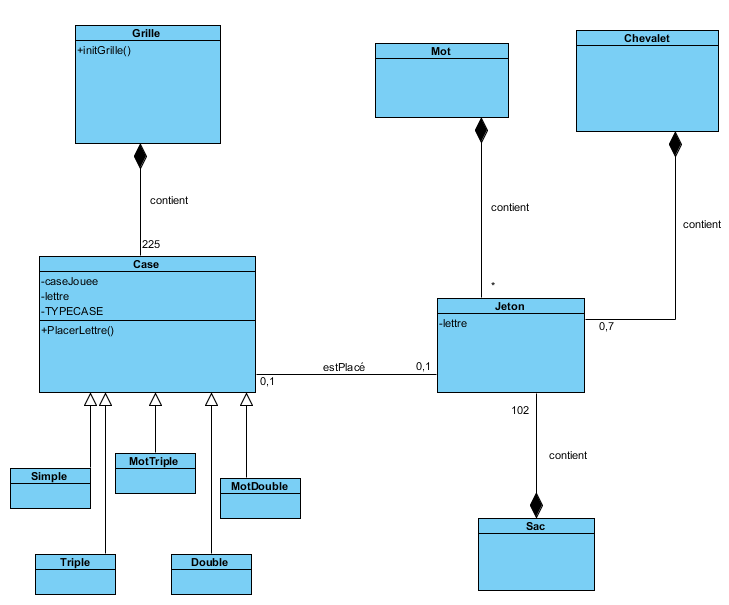 Grille
+initGrille()
Mot
Chevalet
contient
contient
contient
225
Case
-caseJouee
-lettre
-TYPECASE
+PlacerLettre()
*
Jeton
-lettre
0,7
estPlacé
0,1
0,1
102
contient
MotTriple
Simple
MotDouble
Sac
Triple
Double